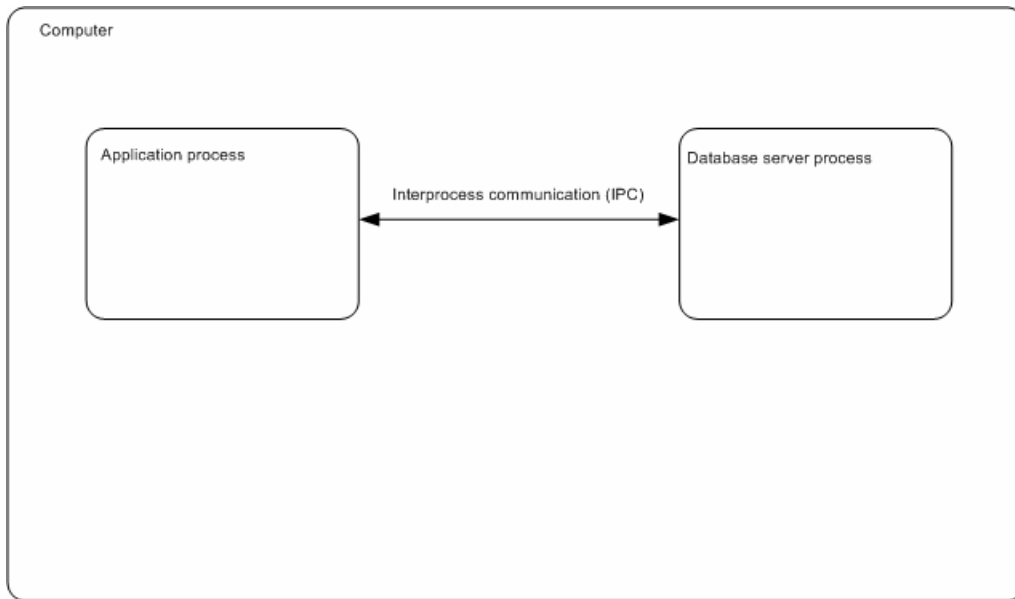 Computer
Application process
Database server process
Interprocess communication (IPC)